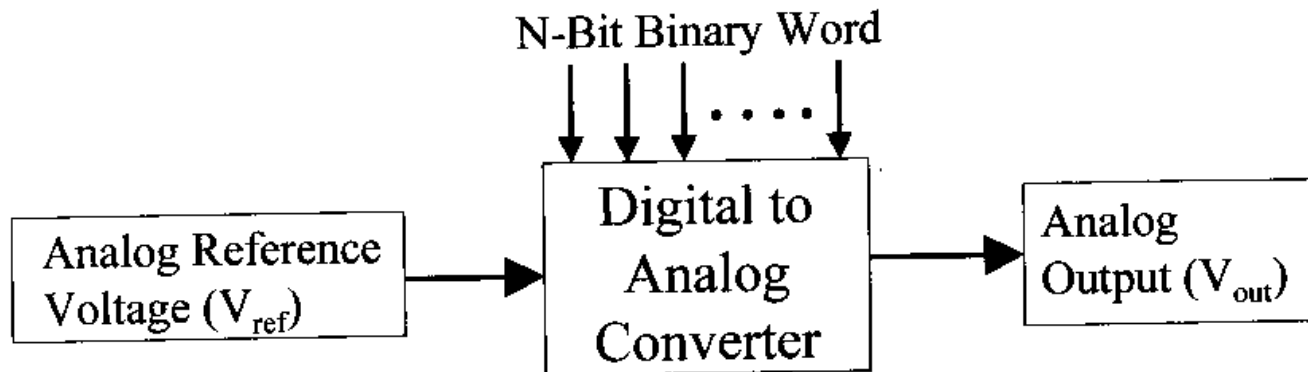 N-Bit Binary Word
Digital to
Analog
Converter
Analog Reference
Voltage (Vref)
Analog
Output (Vout)